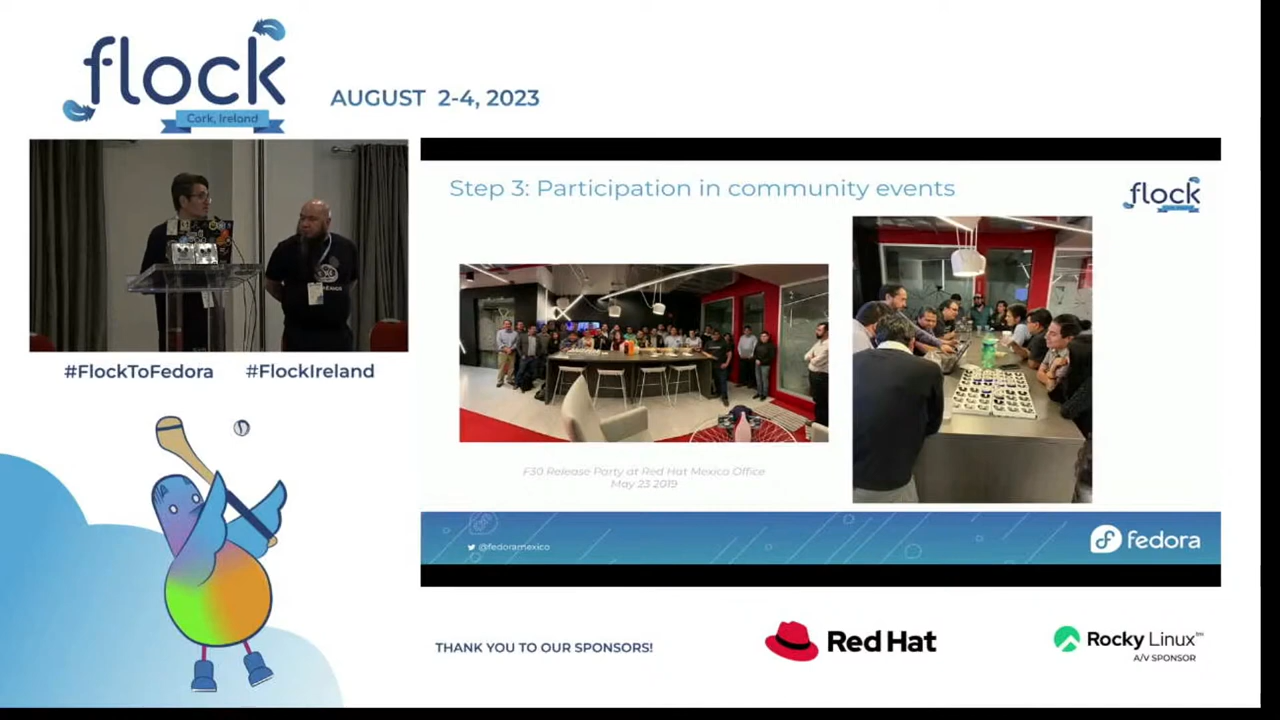 flock
Cork, Ireland
AUGUST 2-4, 2023
Step 3: Participation in community events
flock
#FlockToFedora #FlockIreland
F30 Release Party at Red Hat Mexico Office
May 23 2019
@fedoramexico
fedora
THANK YOU TO OUR SPONSORS!
Red Hat
Rocky Linux™
A/V SPONSOR